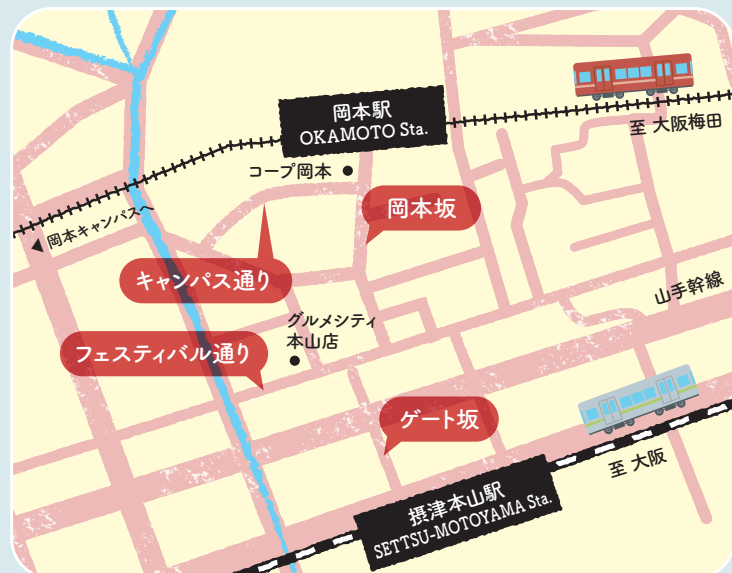 岡本駅
OKAMOTO Sta.
至 大阪梅田
コープ岡本
岡本坂
◀ 岡本キャンパスへ
キャンパス通り
山手幹線
グルメシティ
本山店
フェスティバル通り
ゲート坂
至 大阪
摂津本山駅
SETTSU-MOTOYAMA Sta.